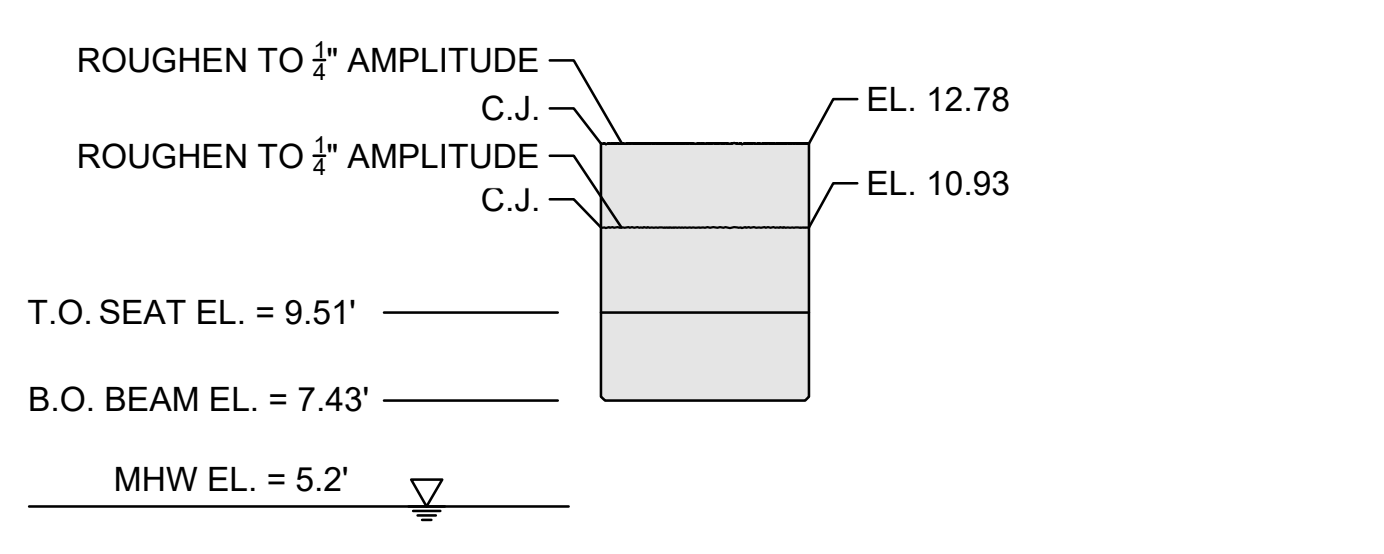 ROUGHEN TO 1/4" AMPLITUDE
C.J.
EL. 12.78
ROUGHEN TO 1/4" AMPLITUDE
EL. 10.93
C.J.
T.O. SEAT EL. = 9.51'
B.O. BEAM EL. = 7.43'
MHW EL. = 5.2'